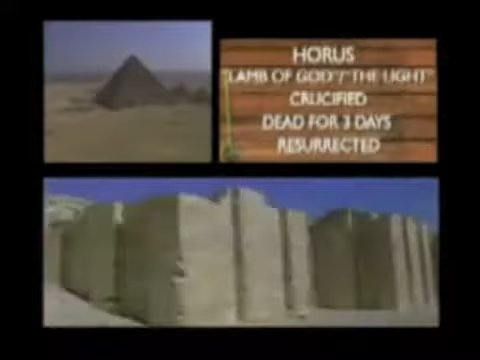 HORUS
"LAMB OF GOD"/"THE LIGHT"
CRUCIFIED
DEAD FOR 3 DAYS
RESURRECTED